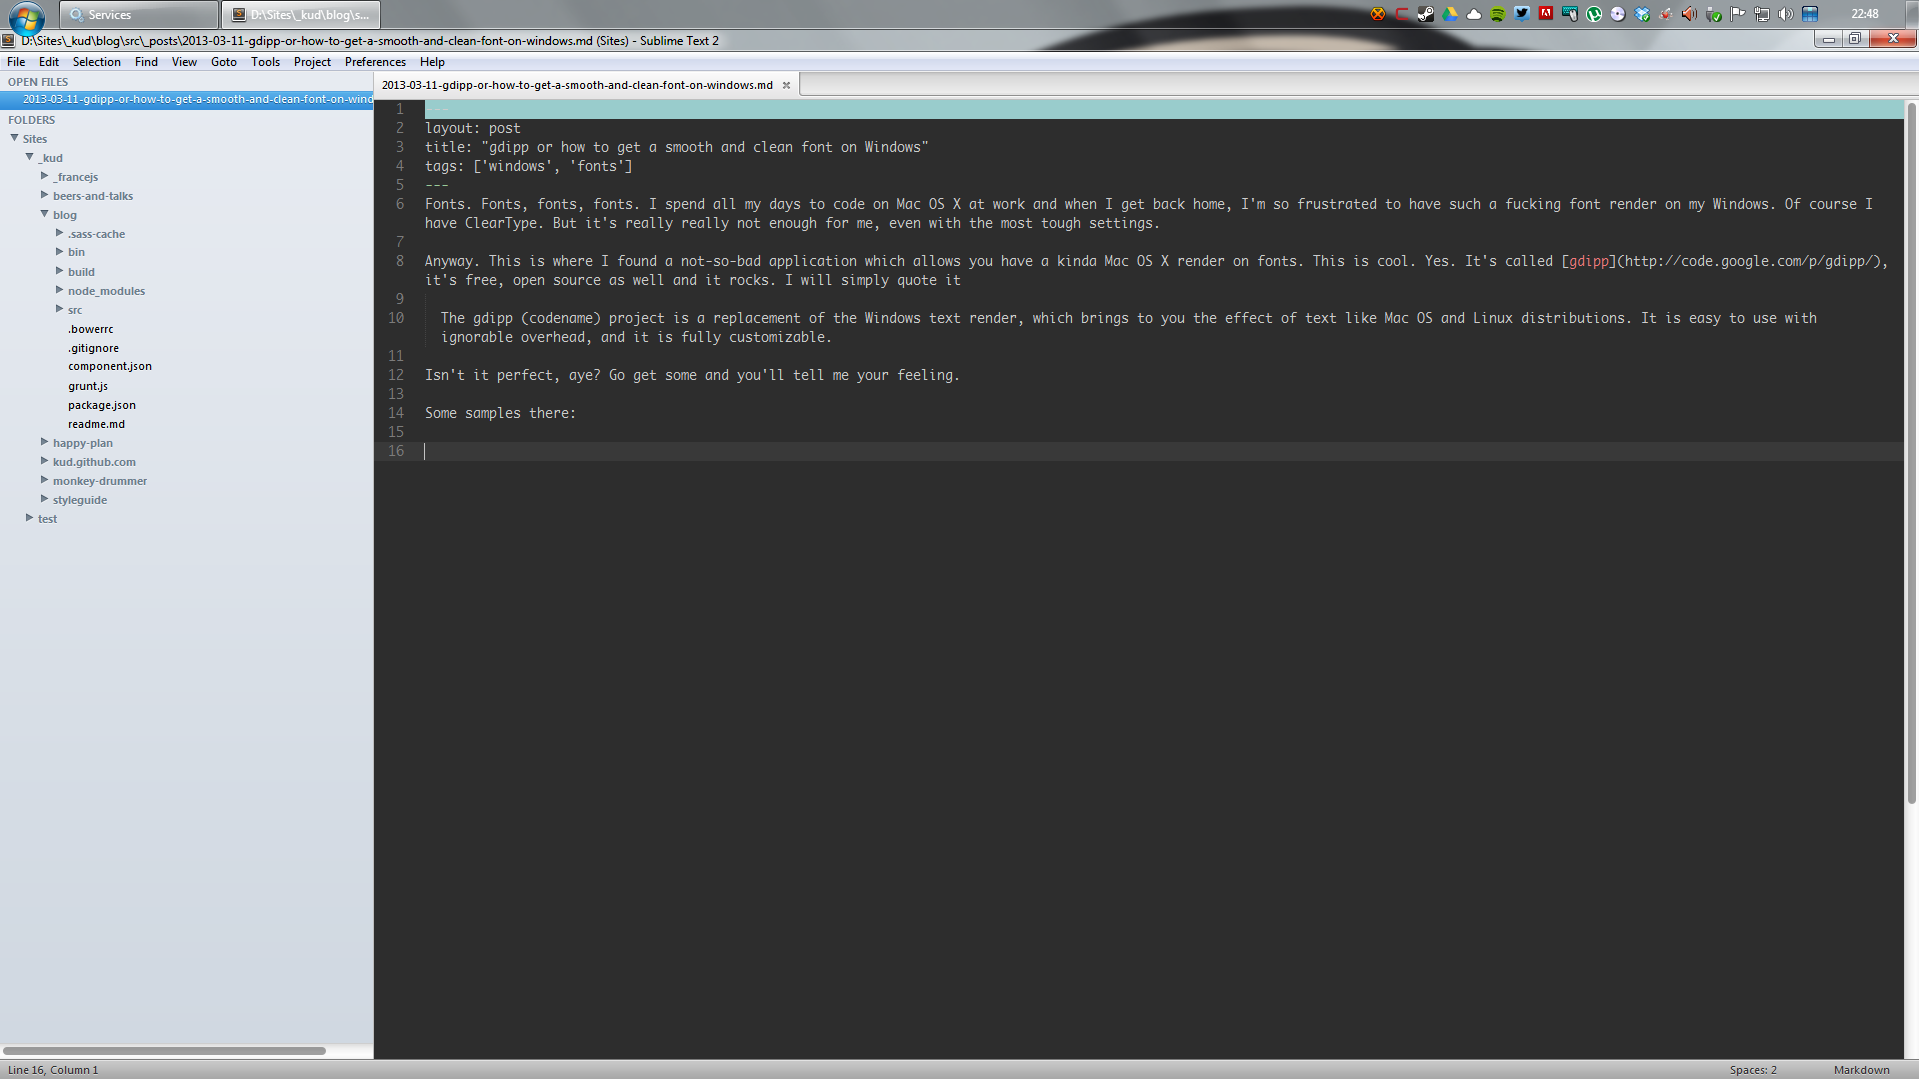 Services
D:\Sites\_kud\blog\s...
22:48
D:\Sites\_kud\blog\src\_posts\2013-03-11-gdipp-or-how-to-get-a-smooth-and-clean-font-on-windows.md (Sites) - Sublime Text 2
File Edit Selection Find View Goto Tools Project Preferences Help
OPEN FILES
2013-03-11-gdipp-or-how-to-get-a-smooth-and-clean-font-on-wind
FOLDERS
Sites
_kud
_francejs
beers-and-talks
blog
.sass-cache
bin
build
node_modules
src
.bowerrc
.gitignore
component.json
grunt.js
package.json
readme.md
happy-plan
kud.github.com
monkey-drummer
styleguide
test
2013-03-11-gdipp-or-how-to-get-a-smooth-and-clean-font-on-windows.md
1 ---
2 layout: post
3 title: "gdipp or how to get a smooth and clean font on Windows"
4 tags: ['windows', 'fonts']
5 ---
6 Fonts. Fonts, fonts, fonts. I spend all my days to code on Mac OS X at work and when I get back home, I'm so frustrated to have such a fucking font render on my Windows. Of course I
have ClearType. But it's really really not enough for me, even with the most tough settings.
7
8 Anyway. This is where I found a not-so-bad application which allows you have a kinda Mac OS X render on fonts. This is cool. Yes. It's called [gdipp](http://code.google.com/p/gdipp/),
it's free, open source as well and it rocks. I will simply quote it
9
10 The gdipp (codename) project is a replacement of the Windows text render, which brings to you the effect of text like Mac OS and Linux distributions. It is easy to use with
ignorable overhead, and it is fully customizable.
11
12 Isn't it perfect, aye? Go get some and you'll tell me your feeling.
13
14 Some samples there:
15
16
Line 16, Column 1
Spaces: 2
Markdown